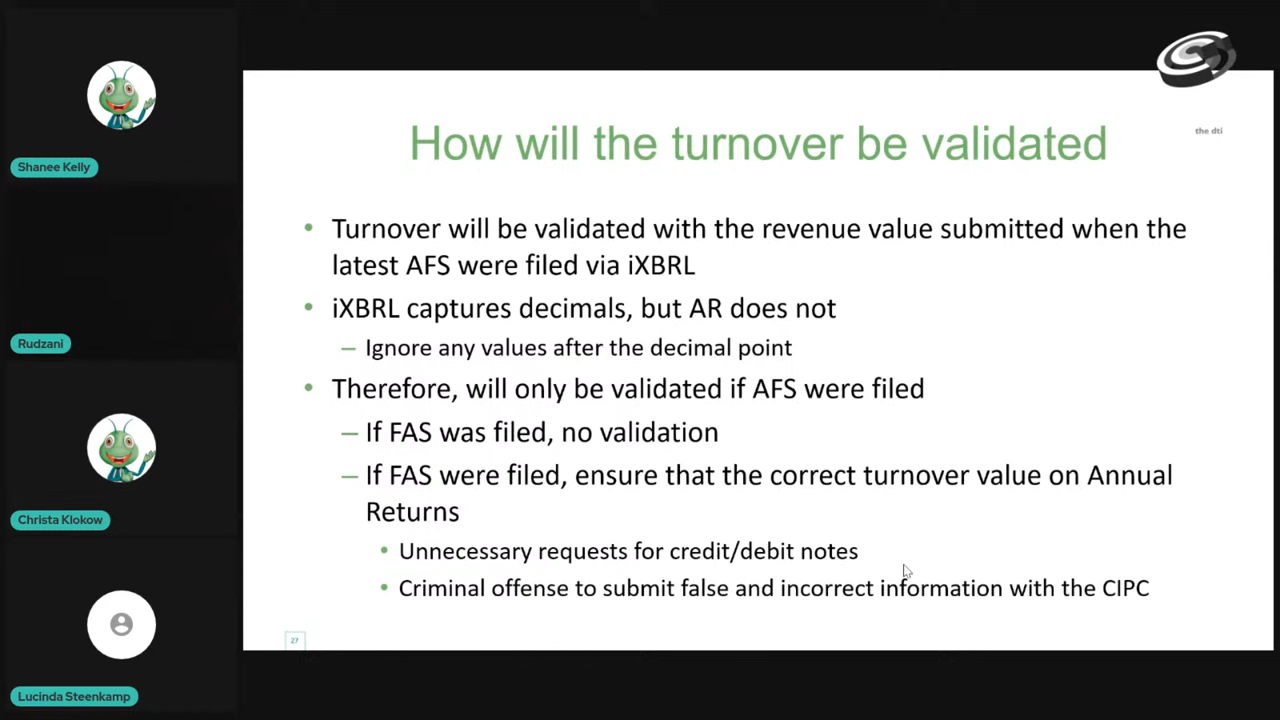 Shanee Kelly
Rudzani
Christa Klokow
Lucinda Steenkamp
the dti
How will the turnover be validated
• Turnover will be validated with the revenue value submitted when the
latest AFS were filed via iXBRL
• iXBRL captures decimals, but AR does not
– Ignore any values after the decimal point
• Therefore, will only be validated if AFS were filed
– If FAS was filed, no validation
– If FAS were filed, ensure that the correct turnover value on Annual
Returns
• Unnecessary requests for credit/debit notes
• Criminal offense to submit false and incorrect information with the CIPC
27